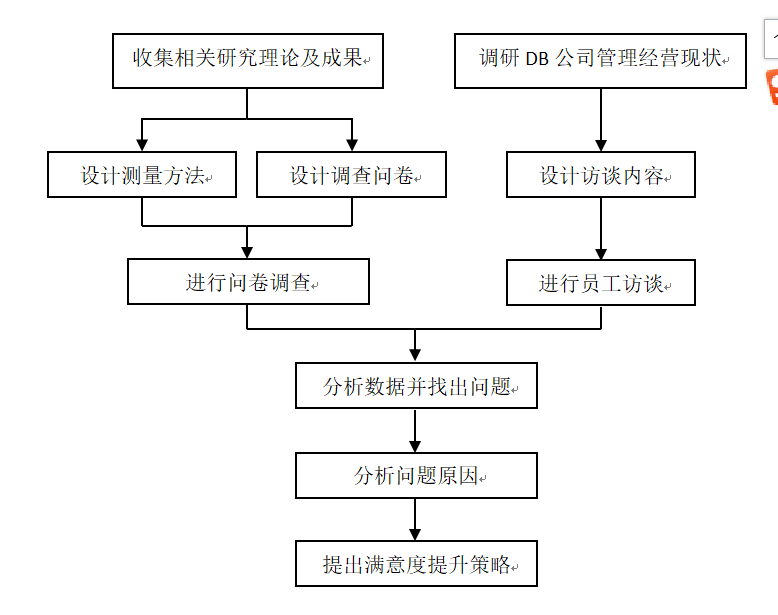 收集相关研究理论及成果
调研DB公司管理经营现状
设计测量方法
设计调查问卷
设计访谈内容
进行问卷调查
进行员工访谈
分析数据并找出问题
分析问题原因
提出满意度提升策略